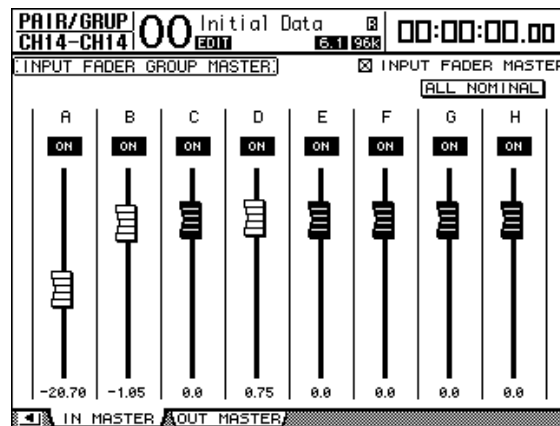 PAIR/GRUP
CH14-CH14
00 Initial Data
EDIT
6.1 96k
00:00:00.00
INPUT FADER GROUP MASTER
INPUT FADER MASTER
ALL NOMINAL
A B C D E F G H
ON ON ON ON ON ON ON ON
-20.70 -1.05 0.0 0.75 0.0 0.0 0.0 0.0
IN MASTER OUT MASTER